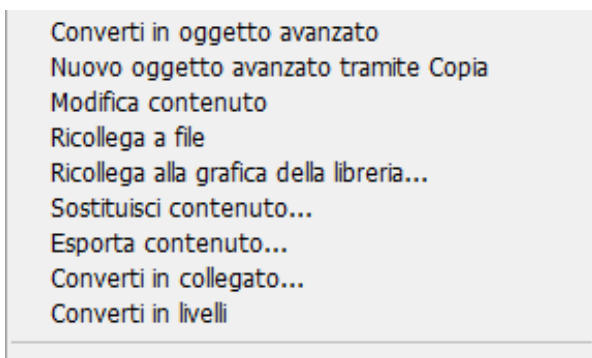 Converti in oggetto avanzato
Nuovo oggetto avanzato tramite Copia
Modifica contenuto
Ricollega a file
Ricollega alla grafica della libreria...
Sostituisci contenuto...
Esporta contenuto...
Converti in collegato...
Converti in livelli